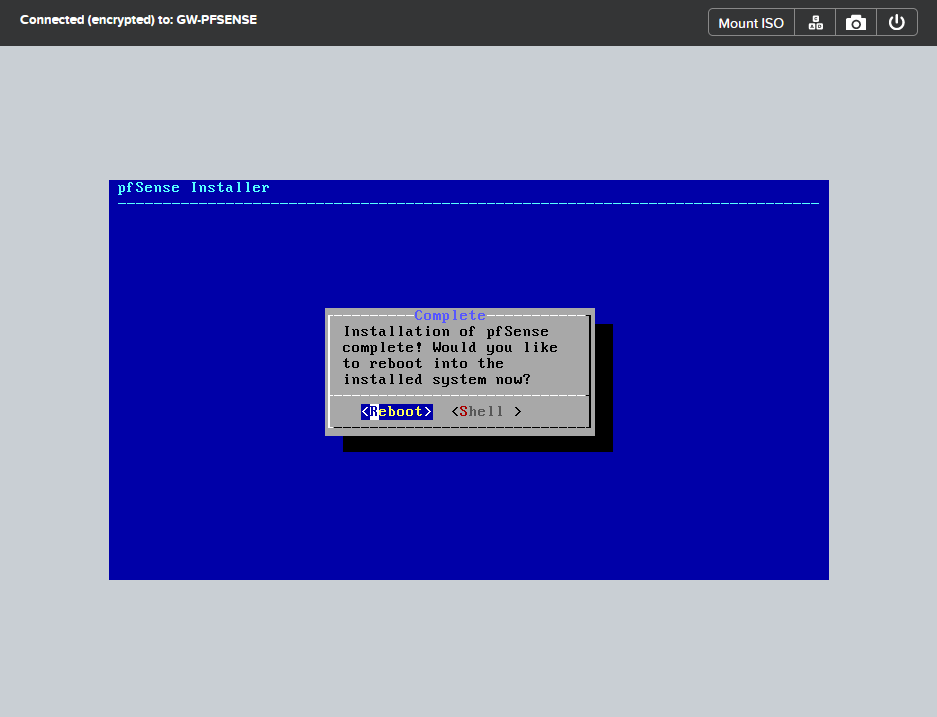 Connected (encrypted) to: GW-PFSENSE
Mount ISO
pfSense Installer
Complete
Installation of pfSense
complete! Would you like
to reboot into the
installed system now?
<Reboot> <Shell >